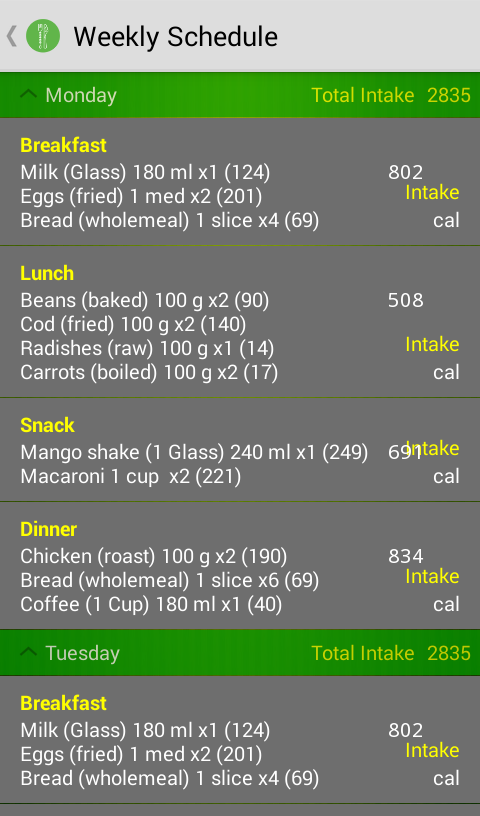 Weekly Schedule
Monday Total Intake 2835
Breakfast
Milk (Glass) 180 ml x1 (124) 802
Eggs (fried) 1 med x2 (201) Intake
Bread (wholemeal) 1 slice x4 (69) cal
Lunch
Beans (baked) 100 g x2 (90) 508
Cod (fried) 100 g x2 (140)
Radishes (raw) 100 g x1 (14) Intake
Carrots (boiled) 100 g x2 (17) cal
Snack
Mango shake (1 Glass) 240 ml x1 (249) 691 Intake
Macaroni 1 cup  x2 (221) cal
Dinner
Chicken (roast) 100 g x2 (190) 834
Bread (wholemeal) 1 slice x6 (69) Intake
Coffee (1 Cup) 180 ml x1 (40) cal
Tuesday Total Intake 2835
Breakfast
Milk (Glass) 180 ml x1 (124) 802
Eggs (fried) 1 med x2 (201) Intake
Bread (wholemeal) 1 slice x4 (69) cal